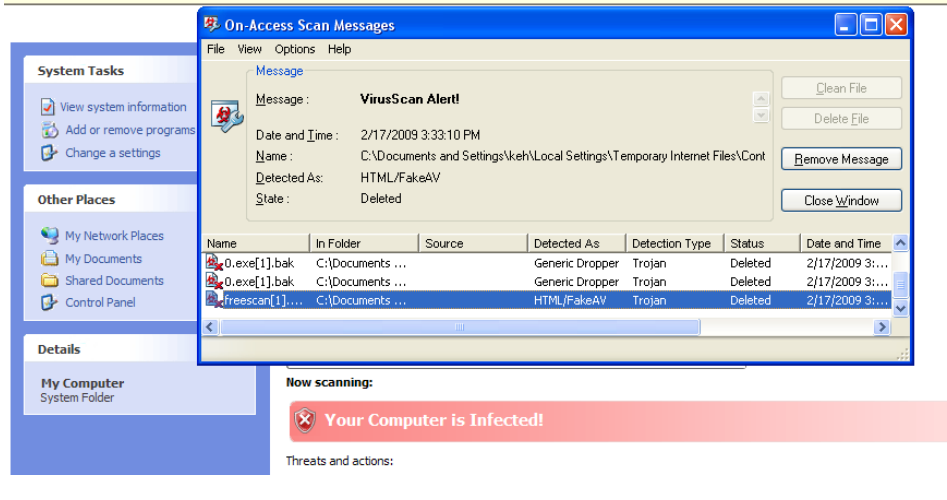 On-Access Scan Messages
File View Options Help
System Tasks
View system information
Add or remove programs
Change a settings
Other Places
My Network Places
My Documents
Shared Documents
Control Panel
Details
My Computer
System Folder
Message
Message : VirusScan Alert!
Date and Time : 2/17/2009 3:33:10 PM
Name : C:\Documents and Settings\keh\Local Settings\Temporary Internet Files\Cont
Detected As: HTML/FakeAV
State : Deleted
Clean File
Delete File
Remove Message
Close Window
Name In Folder Source Detected As Detection Type Status Date and Time
0.exe[1].bak C:\Documents ... Generic Dropper Trojan Deleted 2/17/2009 3:...
0.exe[1].bak C:\Documents ... Generic Dropper Trojan Deleted 2/17/2009 3:...
freescan[1].... C:\Documents ... HTML/FakeAV Trojan Deleted 2/17/2009 3:...
Now scanning:
Your Computer is Infected!
Threats and actions: